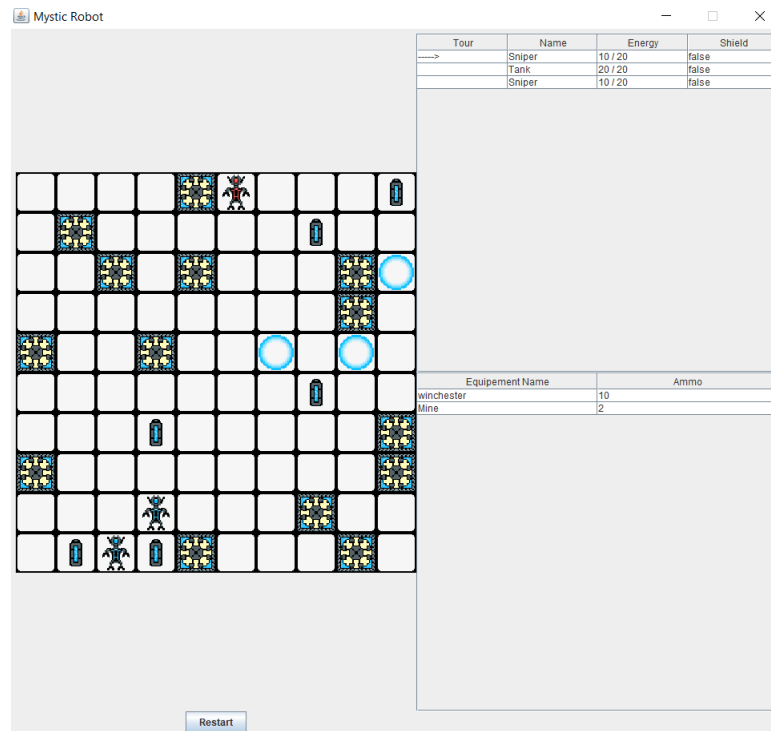 Mystic Robot
Tour Name Energy Shield
-----> Sniper 10 / 20 false
Tank 20 / 20 false
Sniper 10 / 20 false
Equipement Name Ammo
winchester 10
Mine 2
Restart